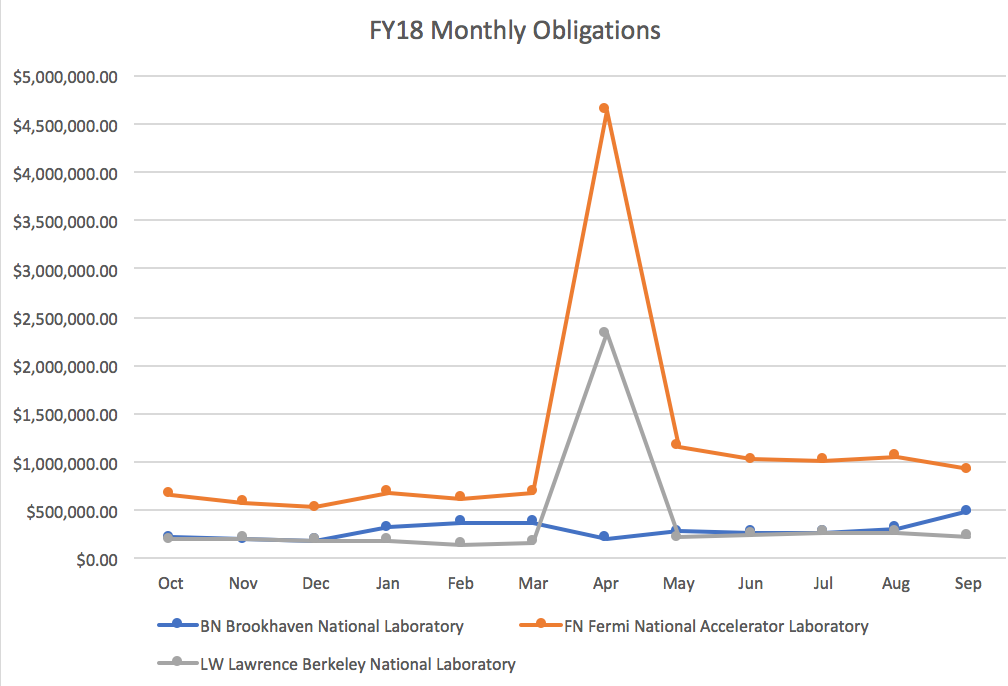 FY18 Monthly Obligations
$5,000,000.00
$4,500,000.00
$4,000,000.00
$3,500,000.00
$3,000,000.00
$2,500,000.00
$2,000,000.00
$1,500,000.00
$1,000,000.00
$500,000.00
$0.00
Oct Nov Dec Jan Feb Mar Apr May Jun Jul Aug Sep
BN Brookhaven National Laboratory FN Fermi National Accelerator Laboratory
LW Lawrence Berkeley National Laboratory